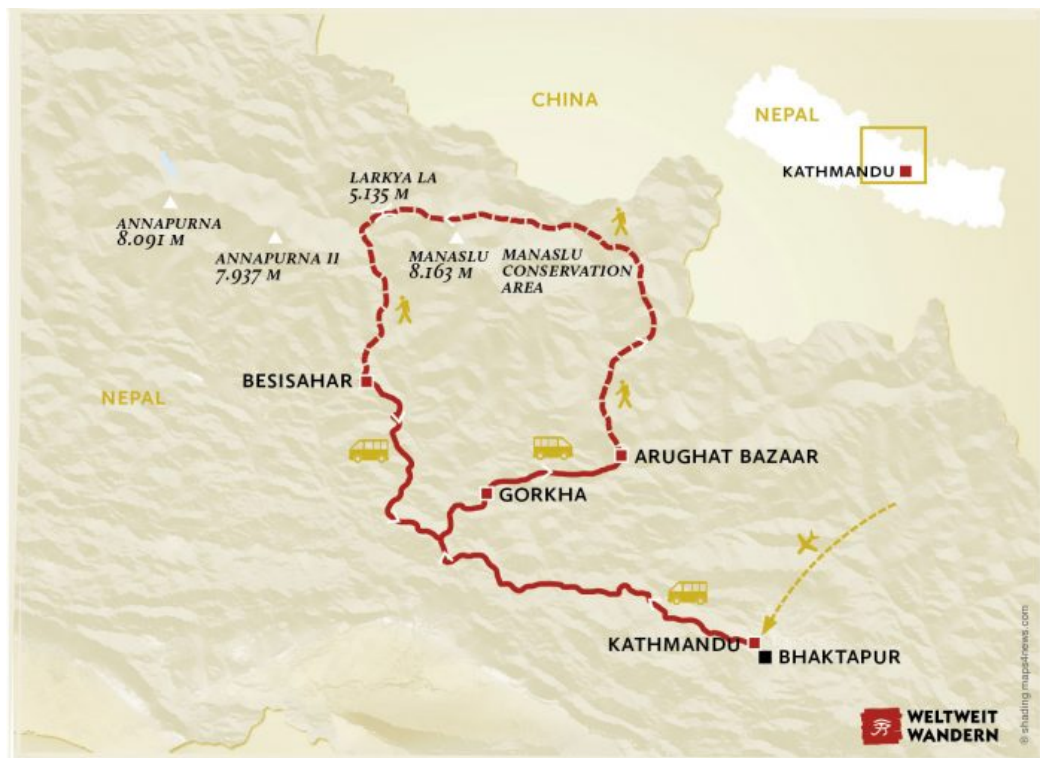 CHINA
NEPAL
KATHMANDU
LARKYA LA
5.135 M
ANNAPURNA
8.091 M
ANNAPURNA II
7.937 M
MANASLU
8.163 M
MANASLU
CONSERVATION
AREA
BESISAHAR
NEPAL
ARUGHAT BAZAAR
GORKHA
KATHMANDU
BHAKTAPUR
WELTWEIT
WANDERN
® shading maps4news.com